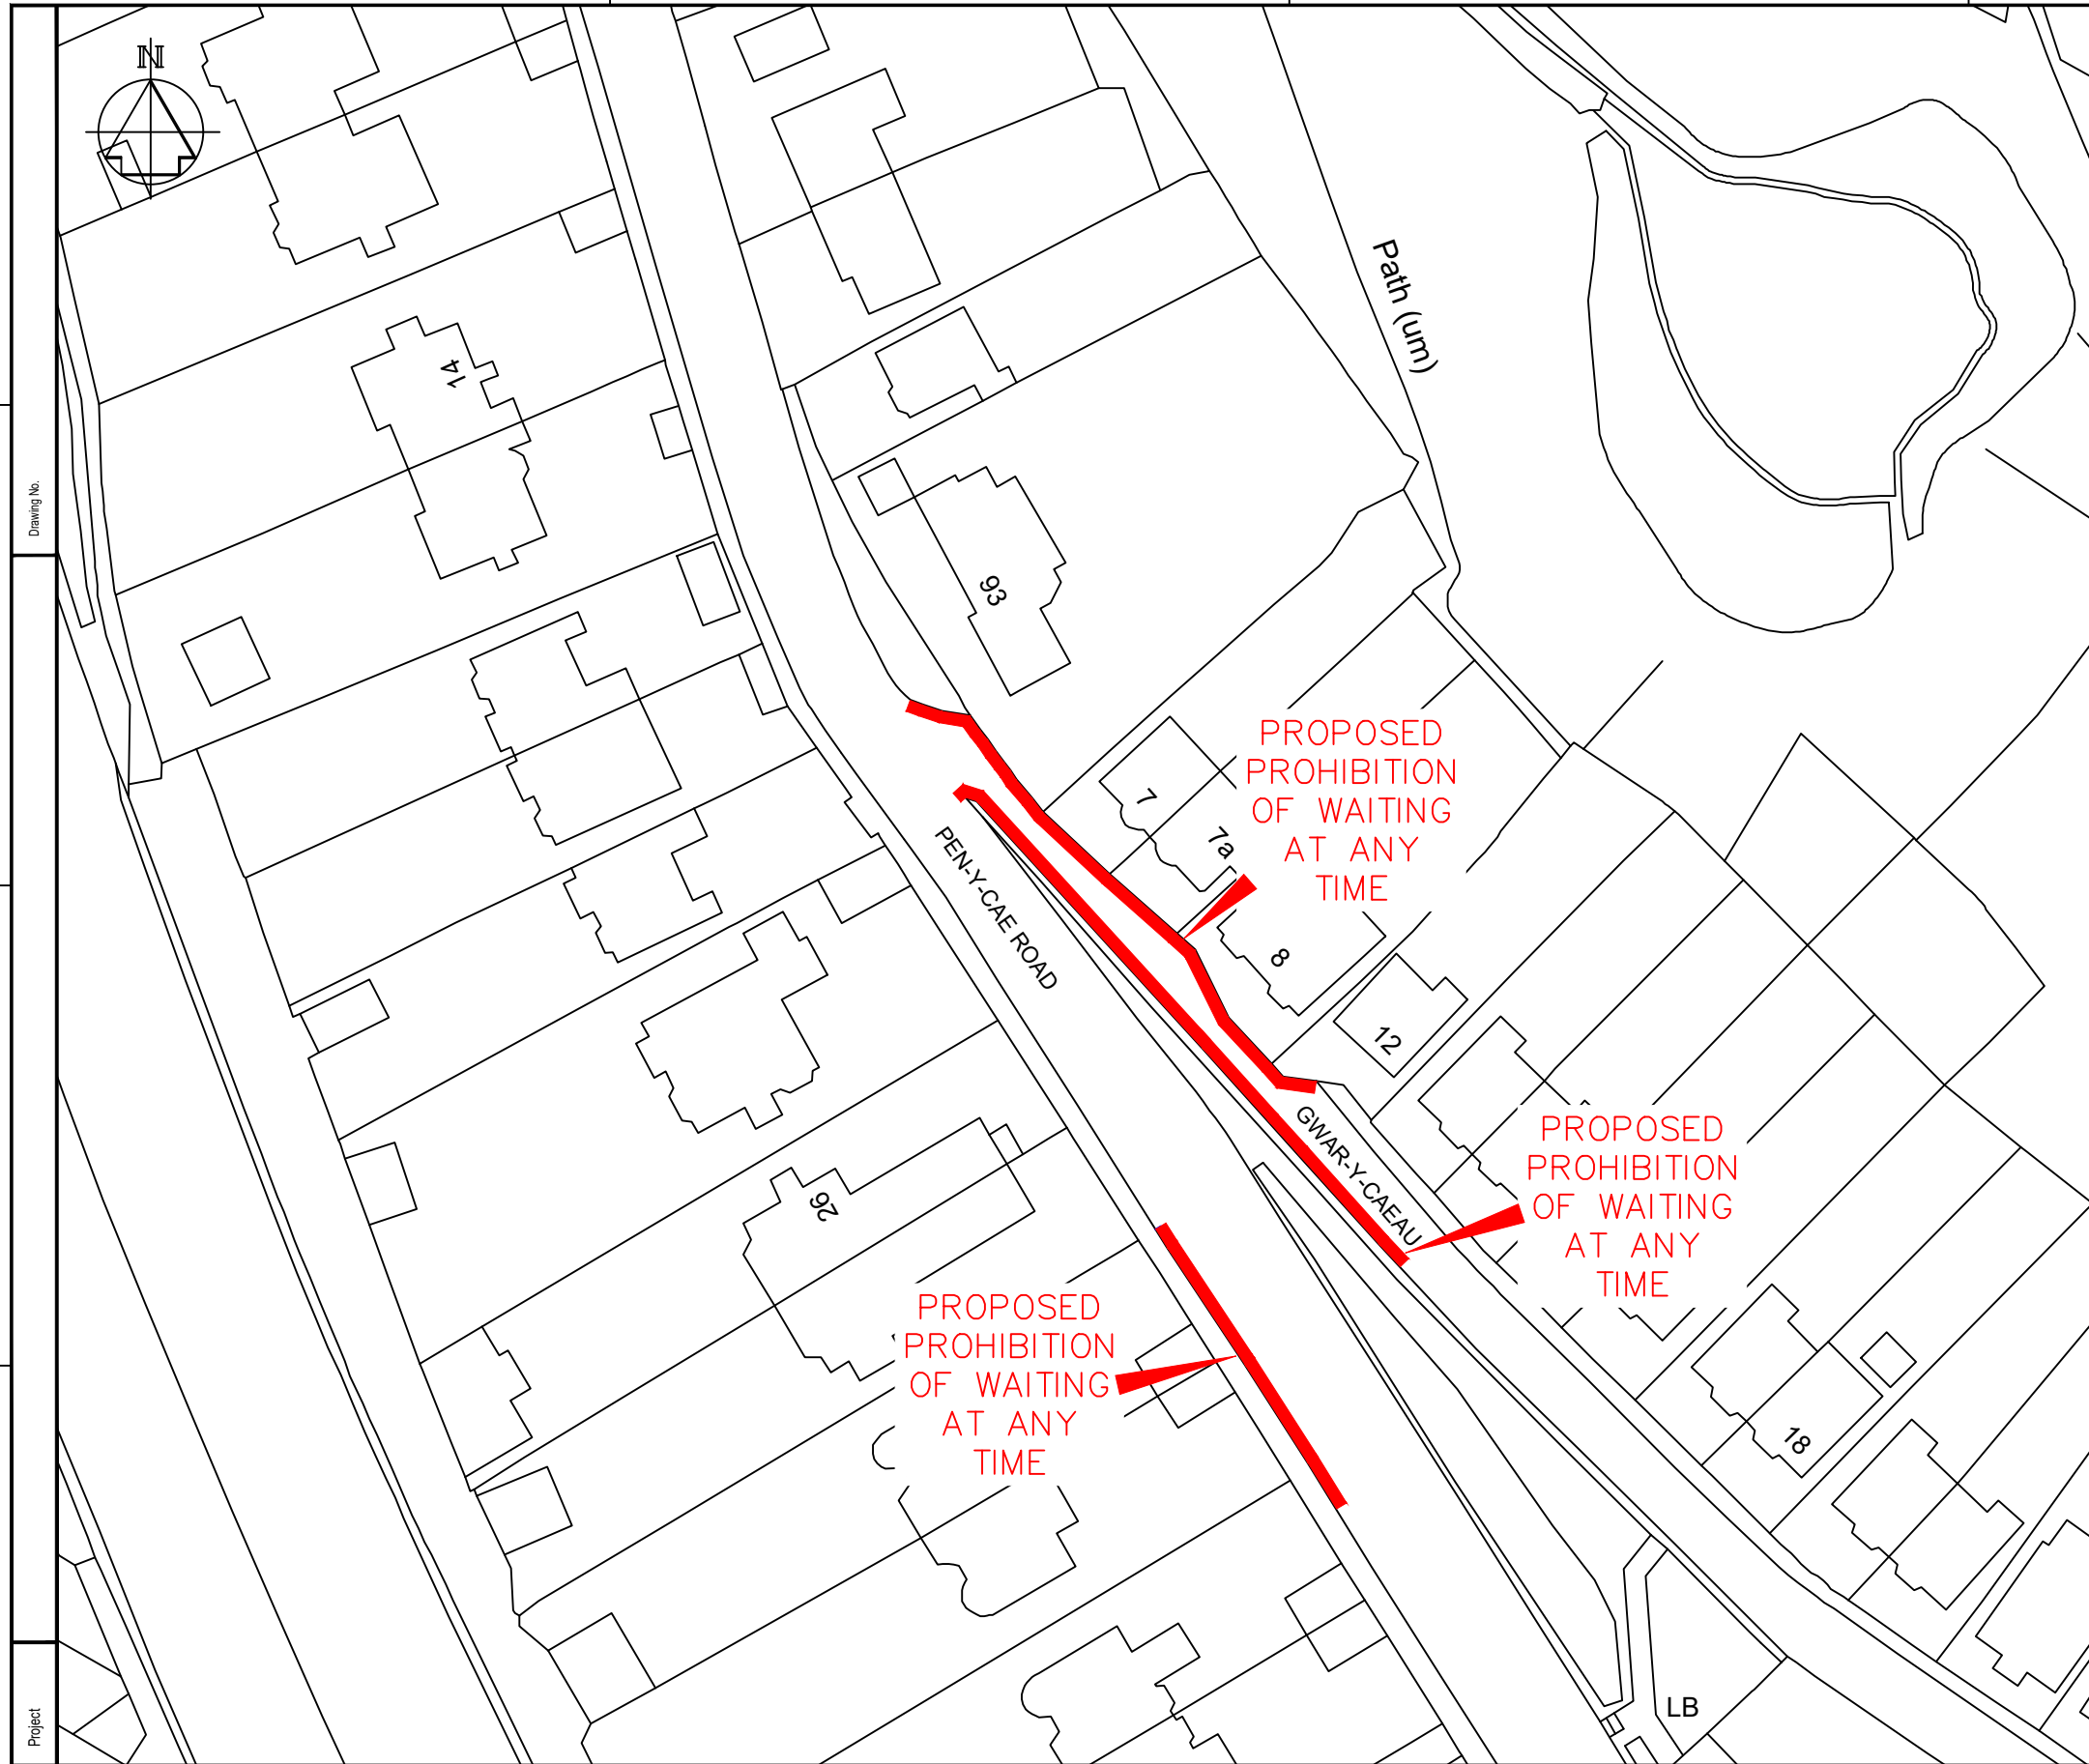 N
Path (um)
14
93
Drawing No.
PROPOSED
PROHIBITION
OF WAITING
AT ANY
TIME
7
7a
PEN-Y-CAE ROAD
8
12
GWAR-Y-CAEAU
PROPOSED
PROHIBITION
OF WAITING
AT ANY
TIME
26
PROPOSED
PROHIBITION
OF WAITING
AT ANY
TIME
18
LB
Project